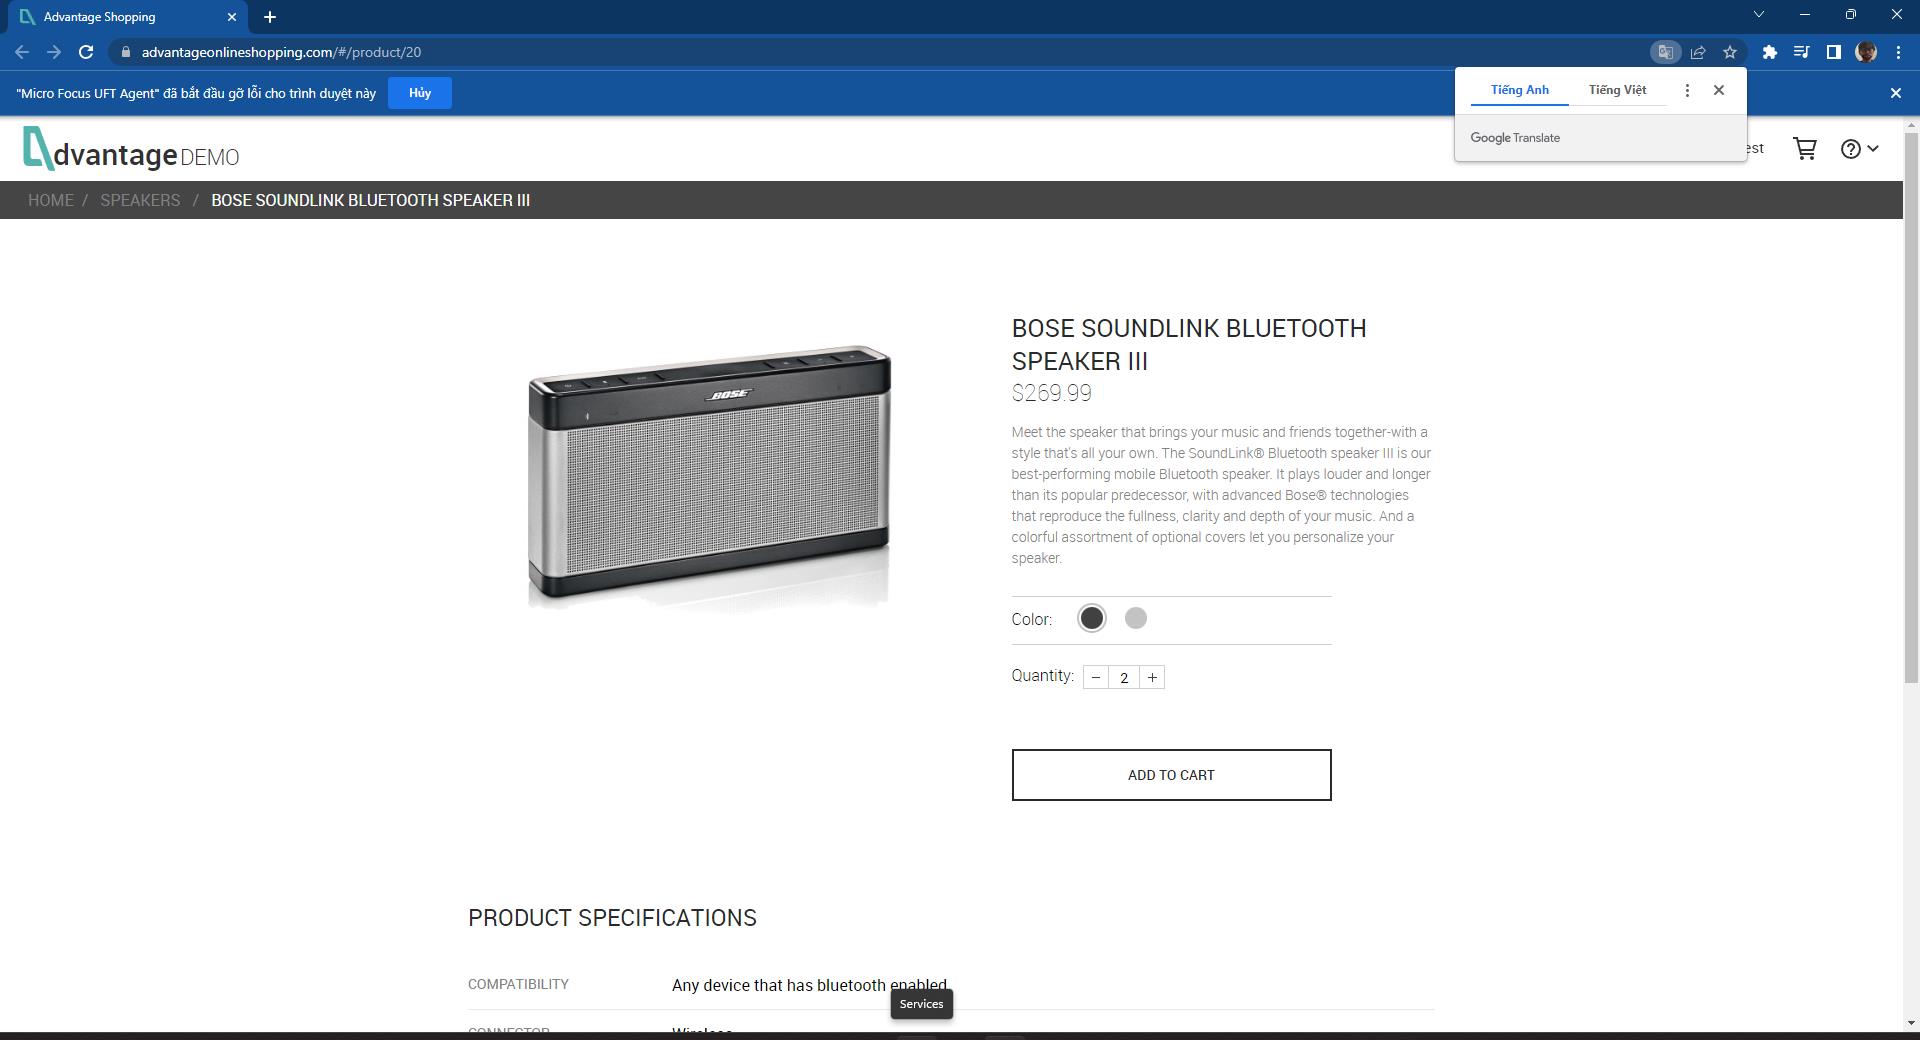 Advantage Shopping
advantageonlineshopping.com/#/product/20
"Micro Focus UFT Agent" đã bắt đầu gỡ lỗi cho trình duyệt này Hủy
Tiếng Anh Tiếng Việt
Google Translate
dvantage DEMO
est
HOME / SPEAKERS / BOSE SOUNDLINK BLUETOOTH SPEAKER III
BOSE
BOSE SOUNDLINK BLUETOOTH
SPEAKER III
$269.99
Meet the speaker that brings your music and friends together-with a
style that's all your own. The SoundLink® Bluetooth speaker III is our
best-performing mobile Bluetooth speaker. It plays louder and longer
than its popular predecessor, with advanced Bose® technologies
that reproduce the fullness, clarity and depth of your music. And a
colorful assortment of optional covers let you personalize your
speaker.
Color:
Quantity: − 2 +
ADD TO CART
PRODUCT SPECIFICATIONS
COMPATIBILITY Any device that has bluetooth enabled
Services
CONNECTOR Wireless